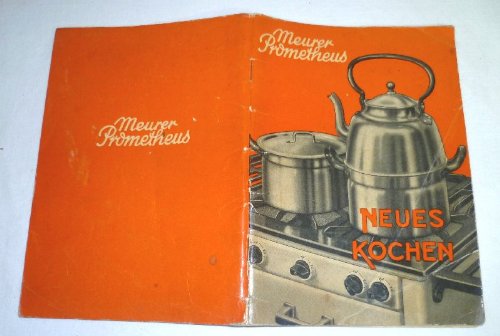 Meurer
Prometheus
Meurer
Prometheus
NEUES
KOCHEN